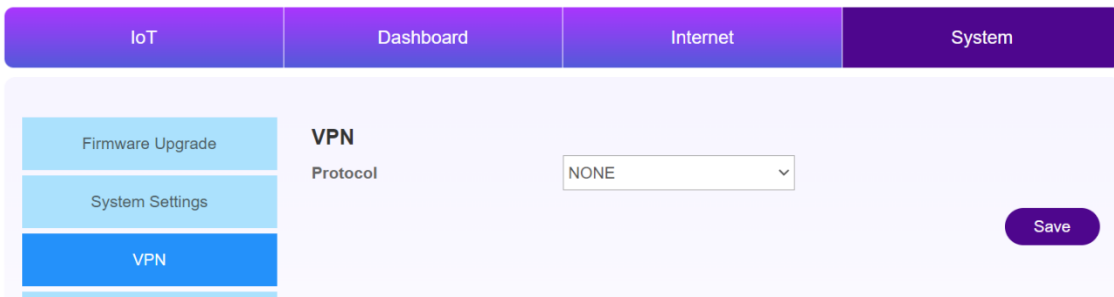 IoT
Dashboard
Internet
System
Firmware Upgrade
System Settings
VPN
VPN
Protocol
NONE
Save